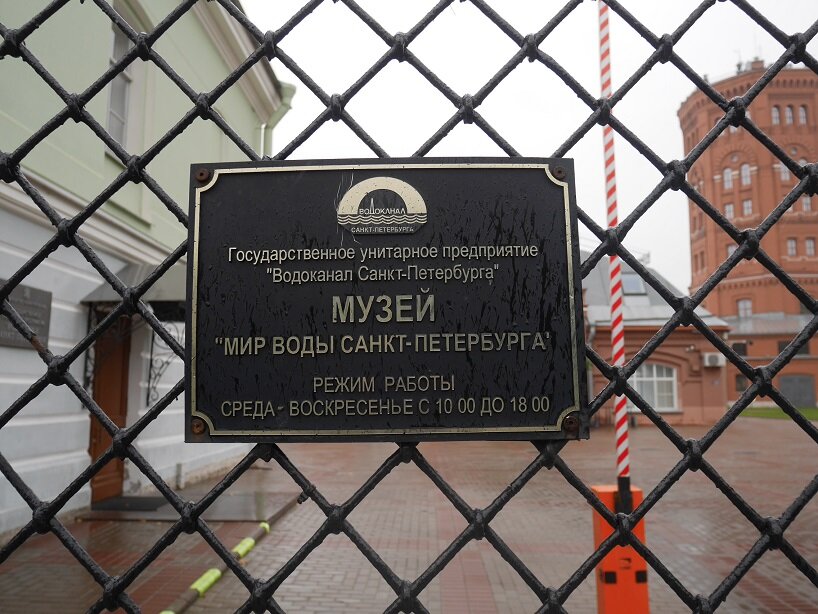 ВОДОКАНАЛ
САНКТ-ПЕТЕРБУРГА
Государственное унитарное предприятие
"Водоканал Санкт-Петербурга"
МУЗЕЙ
"МИР ВОДЫ САНКТ-ПЕТЕРБУРГА'
РЕЖИМ РАБОТЫ
СРЕДА - ВОСКРЕСЕНЬЕ С 10 00 ДО 18 00